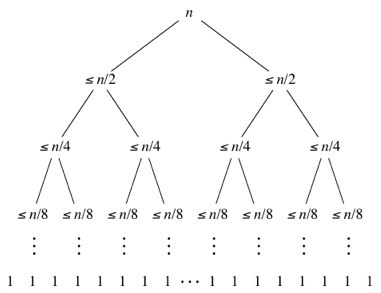 n
≤ n/2 ≤ n/2
≤ n/4 ≤ n/4 ≤ n/4 ≤ n/4
≤ n/8 ≤ n/8 ≤ n/8 ≤ n/8 ≤ n/8 ≤ n/8 ≤ n/8 ≤ n/8
⋮ ⋮ ⋮ ⋮ ⋮ ⋮ ⋮ ⋮
1 1 1 1 1 1 1 1 ⋯ 1 1 1 1 1 1 1 1